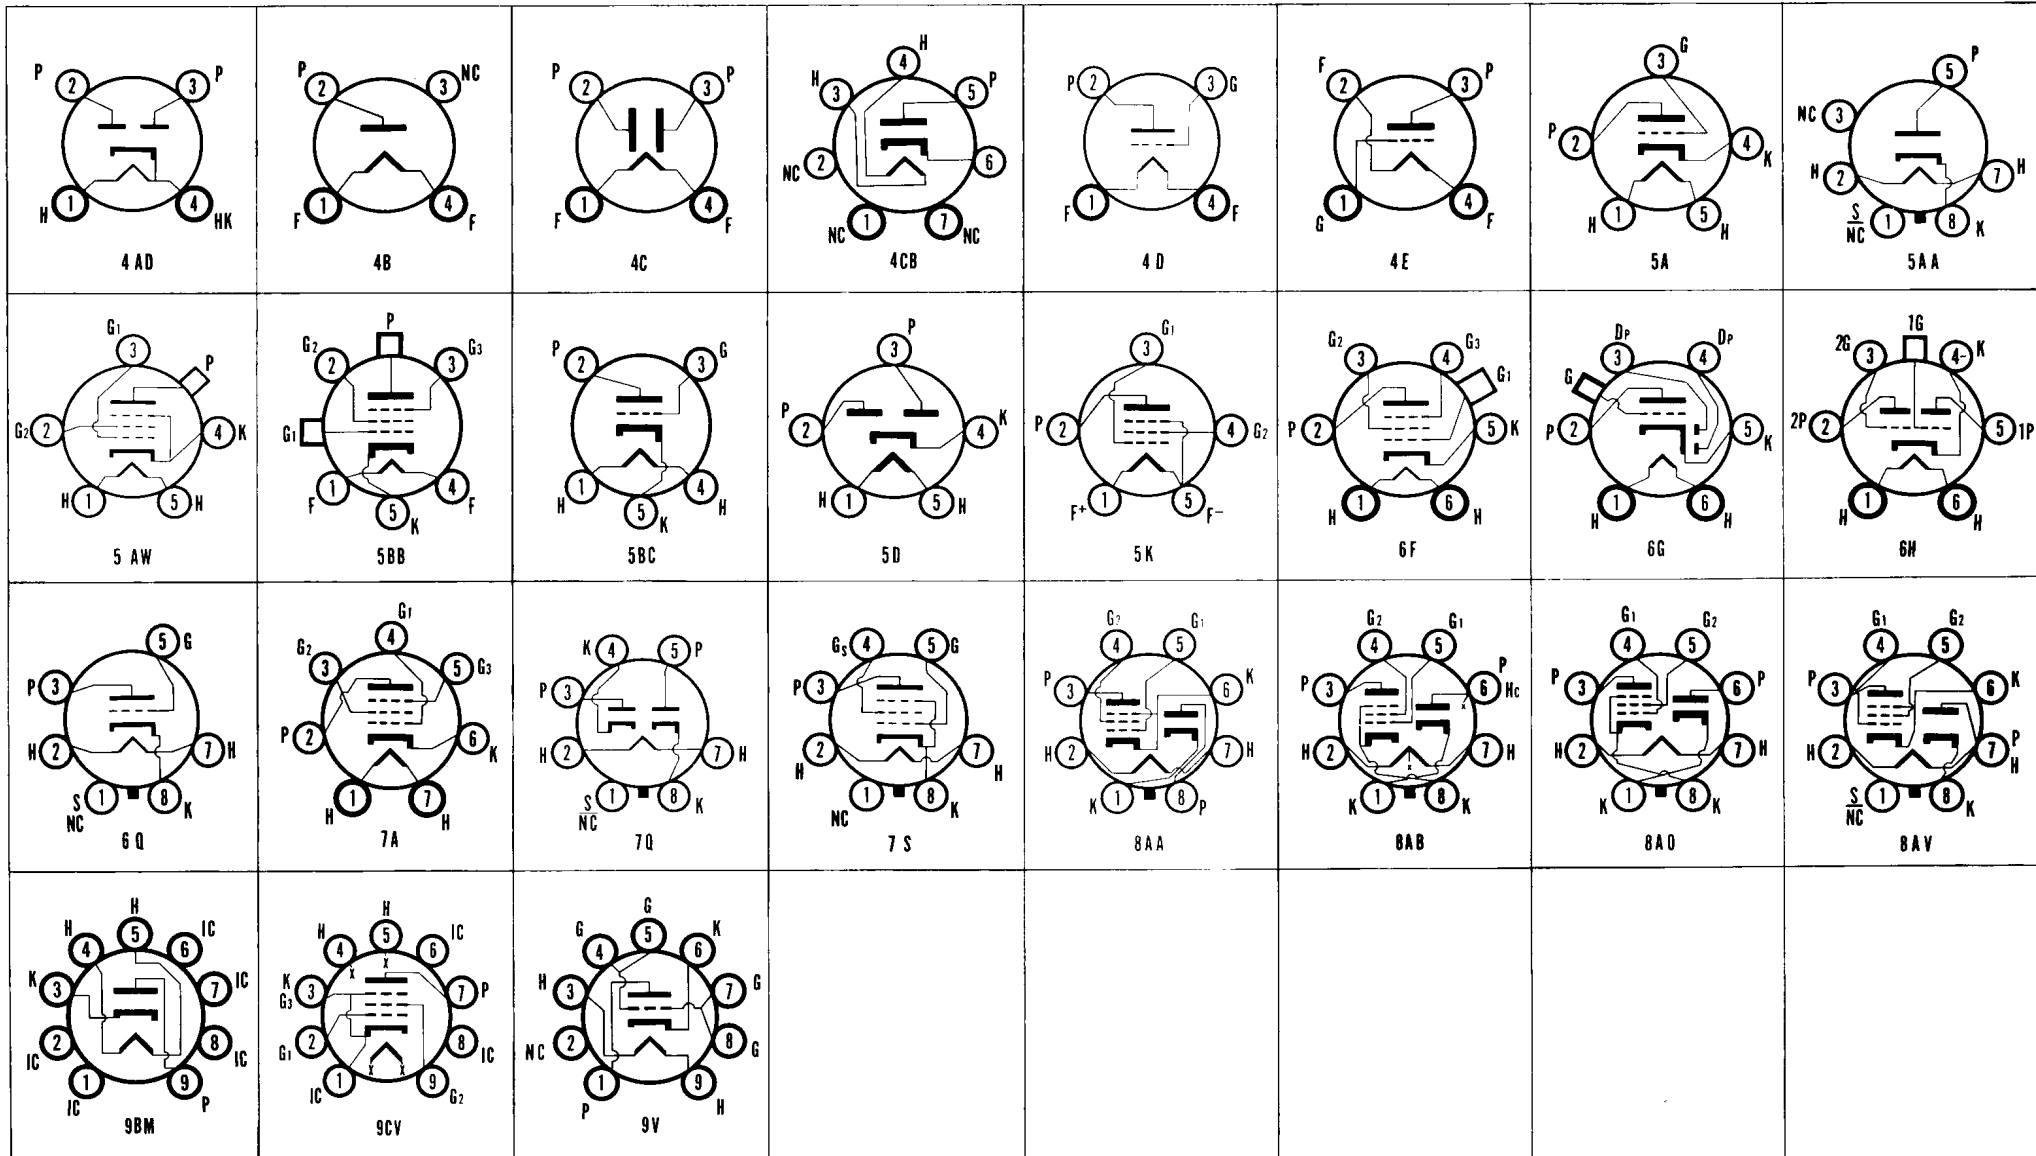 P 2 3 P
H 1 4 HK
4 AD
P 2 3 NC
F 1 4 F
4B
P 2 3 P
F 1 4 F
4C
H
4
H 3 5 P
NC 2 6
NC 1 7 NC
4CB
P 2 3 G
F 1 4 F
4D
F 2 3 P
G 1 4 F
4E
G
3
P 2 4 K
H 1 5 H
5A
5 P
NC 3
H 2 7 H
S
NC 1 8 K
5AA
G1
3 P
G2 2 4 K
H 1 5 H
5 AW
P
G2 2 3 G3
G1
F 1 4 F
5 K
5BB
P 2 3 G
H 1 4 H
5 K
5BC
P
3
P 2 4 K
H 1 5 H
5D
G1
3
P 2 4 G2
F+ 1 5 F−
5K
G2 3 4 G3
G1
P 2 5 K
H 1 6 H
6F
DP 3 4 DP
G
P 2 5 K
H 1 6 H
6G
1G
2G 3 4 K
2P 2 5 1P
H 1 6 H
6H
5 G
P 3
H 2 7 H
S
NC 1 8 K
6Q
G1
4
G2 3 5 G3
P 2 6 K
H 1 7 H
7A
K 4 5 P
P 3
H 2 7 H
S
NC 1 8 K
7Q
GS 4 5 G
P 3
H 2 7 H
NC 1 8 K
7S
G2 4 5 G1
P 3 6 K
H 2 7 H
K 1 8 P
8AA
G2 4 5 G1
P 3 6 P
HC
x
H 2 7 H
x
K 1 8 K
8AB
G1 4 5 G2
P 3 6 P
H 2 7 H
K 1 8 K
8AD
G1 4 5 G2
P 3 6 K
H 2 7 P
H
S
NC 1 8 K
8AV
H
5
H 4 6 IC
K 3 7 IC
IC 2 8 IC
IC 1 9 P
9BM
H
5
H 4 6 IC
x x
K
G3 3 7 P
G1 2 8 IC
x x
IC 1 9 G2
9CV
G
5
G 4 6 K
H 3 7 G
NC 2 8 G
P 1 9 H
9V